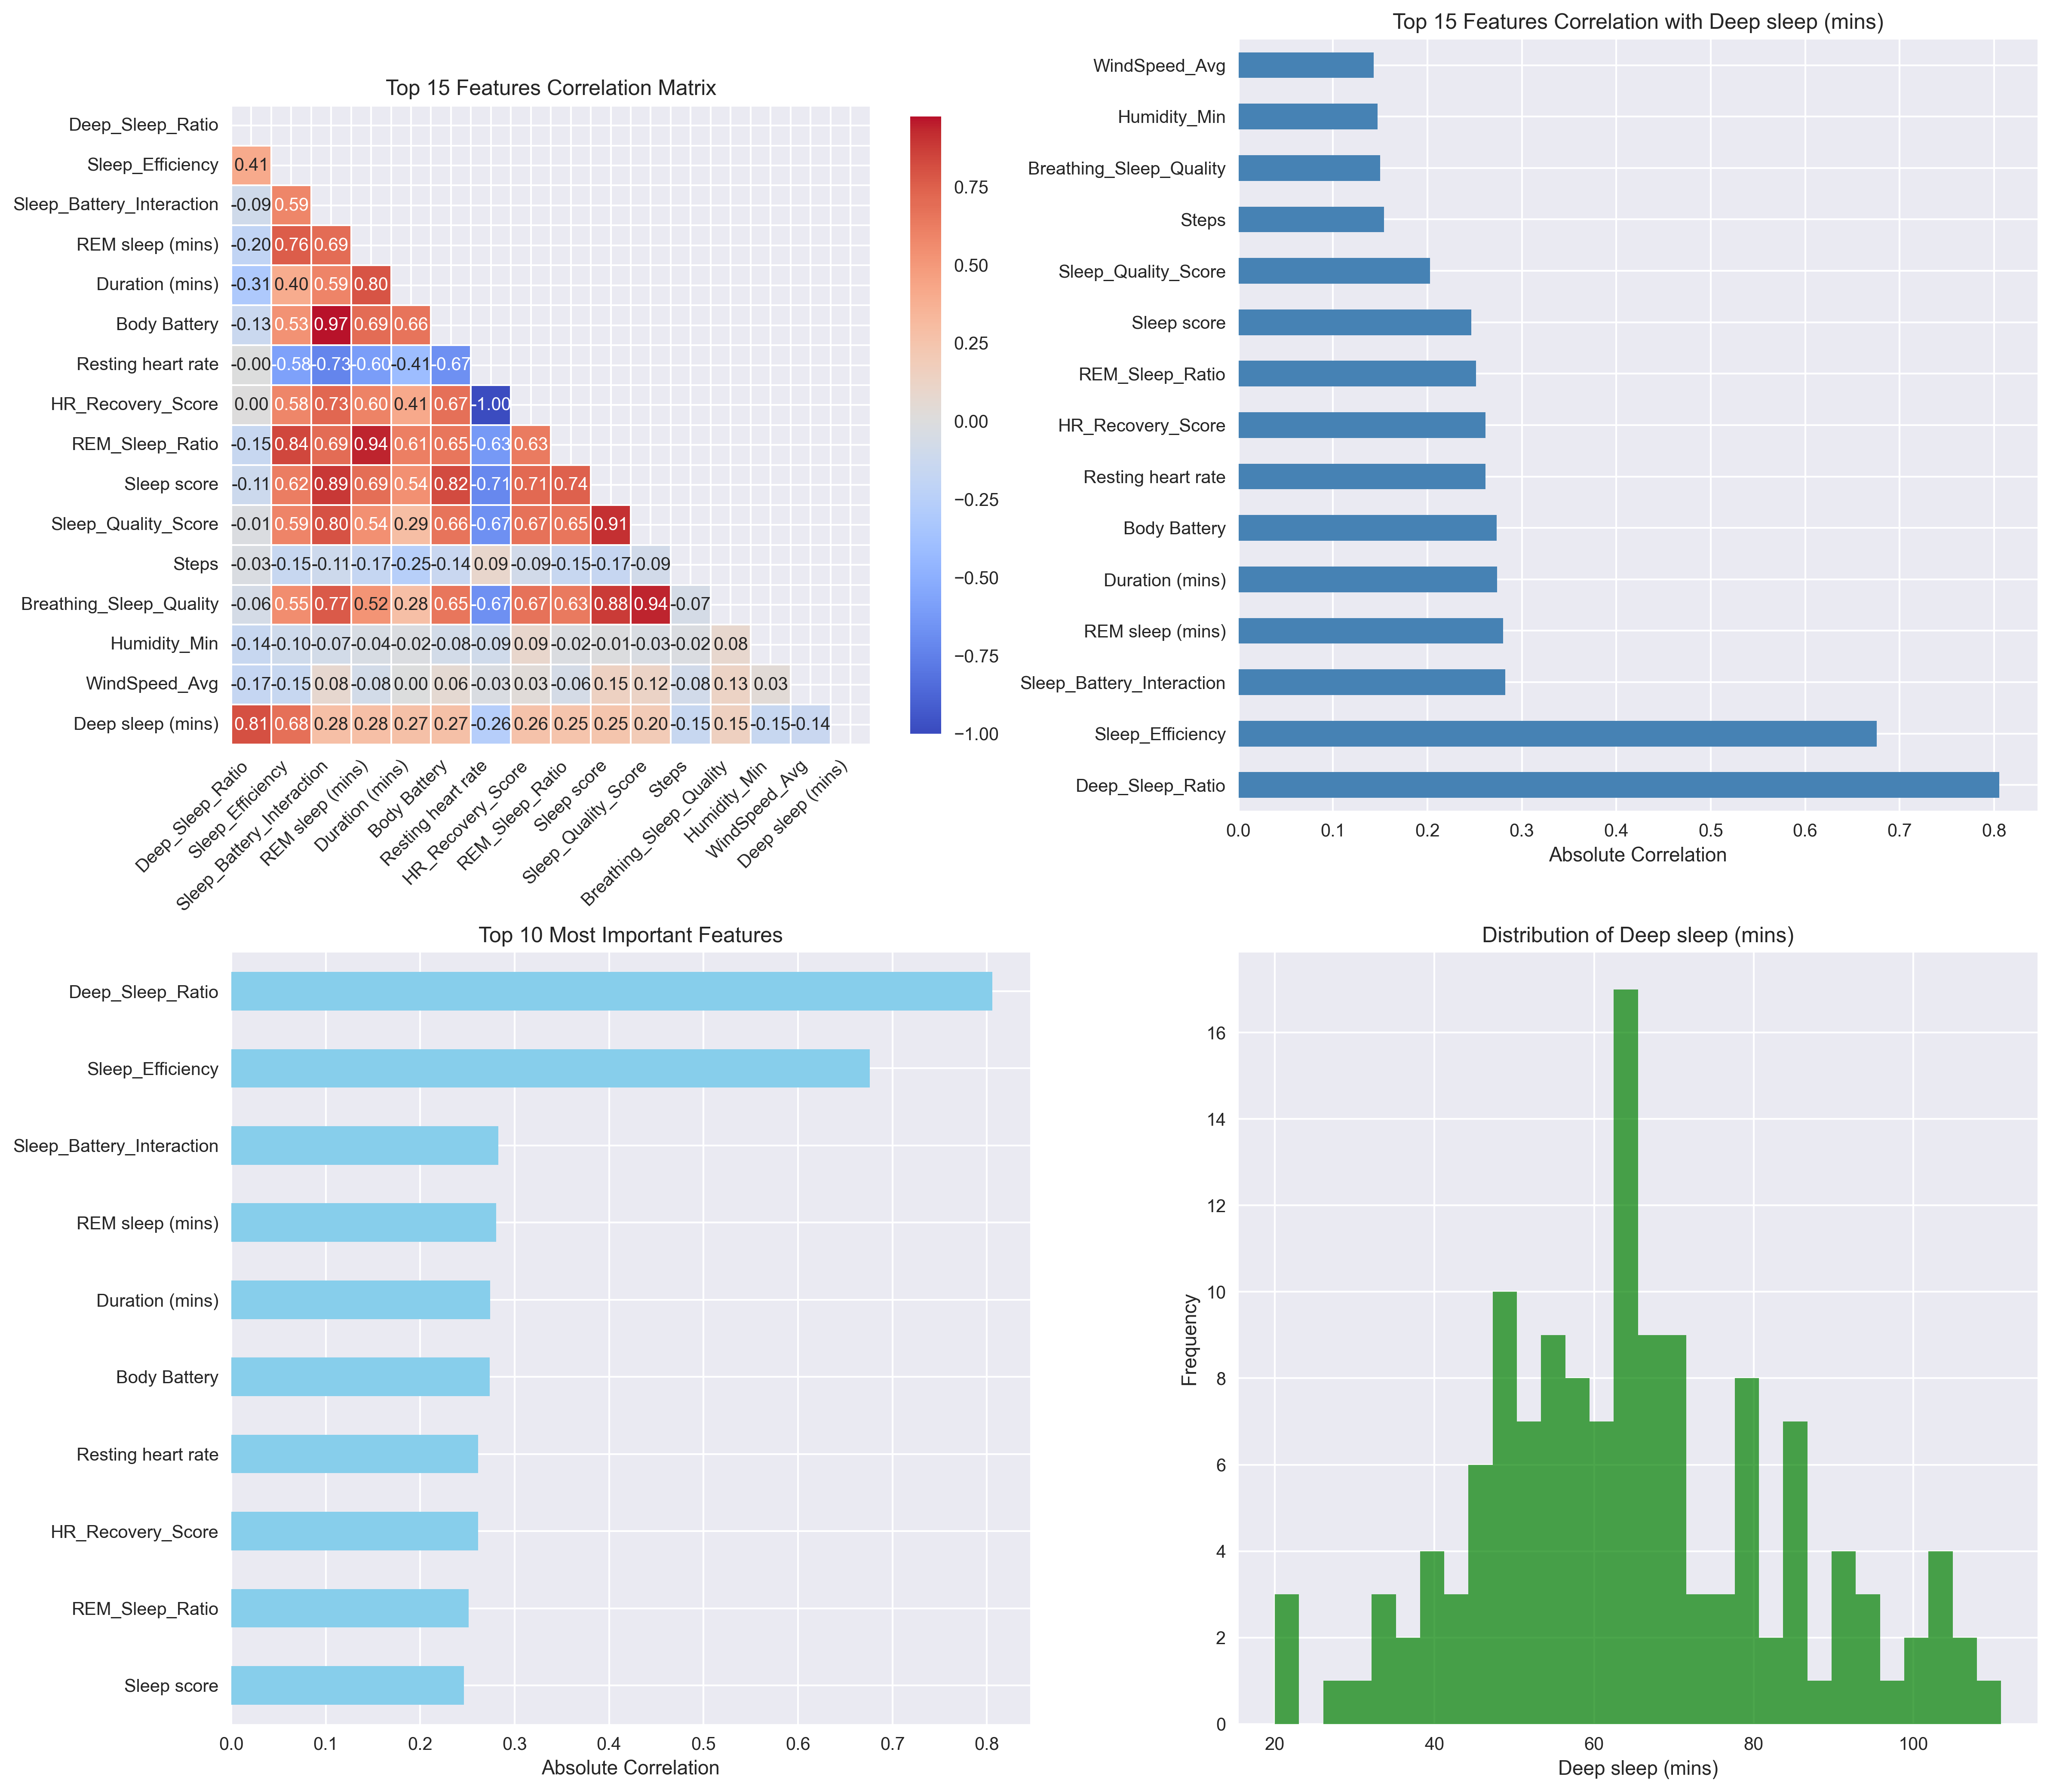 Top 15 Features Correlation Matrix
Deep_Sleep_Ratio
Sleep_Efficiency 0.41
Sleep_Battery_Interaction -0.09 0.59
REM sleep (mins) -0.20 0.76 0.69
Duration (mins) -0.31 0.40 0.59 0.80
Body Battery -0.13 0.53 0.97 0.69 0.66
Resting heart rate -0.00 -0.58 -0.73 -0.60 -0.41 -0.67
HR_Recovery_Score 0.00 0.58 0.73 0.60 0.41 0.67 -1.00
REM_Sleep_Ratio -0.15 0.84 0.69 0.94 0.61 0.65 -0.63 0.63
Sleep score -0.11 0.62 0.89 0.69 0.54 0.82 -0.71 0.71 0.74
Sleep_Quality_Score -0.01 0.59 0.80 0.54 0.29 0.66 -0.67 0.67 0.65 0.91
Steps -0.03 -0.15 -0.11 -0.17 -0.25 -0.14 0.09 -0.09 -0.15 -0.17 -0.09
Breathing_Sleep_Quality -0.06 0.55 0.77 0.52 0.28 0.65 -0.67 0.67 0.63 0.88 0.94 -0.07
Humidity_Min -0.14 -0.10 -0.07 -0.04 -0.02 -0.08 -0.09 0.09 -0.02 -0.01 -0.03 -0.02 0.08
WindSpeed_Avg -0.17 -0.15 0.08 -0.08 0.00 0.06 -0.03 0.03 -0.06 0.15 0.12 -0.08 0.13 0.03
Deep sleep (mins) 0.81 0.68 0.28 0.28 0.27 0.27 -0.26 0.26 0.25 0.25 0.20 -0.15 0.15 -0.15 -0.14
Deep_Sleep_Ratio
Sleep_Efficiency
Sleep_Battery_Interaction
REM sleep (mins)
Duration (mins)
Body Battery
Resting heart rate
HR_Recovery_Score
REM_Sleep_Ratio
Sleep score
Sleep_Quality_Score
Steps
Breathing_Sleep_Quality
Humidity_Min
WindSpeed_Avg
Deep sleep (mins)
0.75
0.50
0.25
0.00
−0.25
−0.50
−0.75
−1.00
Top 15 Features Correlation with Deep sleep (mins)
WindSpeed_Avg
Humidity_Min
Breathing_Sleep_Quality
Steps
Sleep_Quality_Score
Sleep score
REM_Sleep_Ratio
HR_Recovery_Score
Resting heart rate
Body Battery
Duration (mins)
REM sleep (mins)
Sleep_Battery_Interaction
Sleep_Efficiency
Deep_Sleep_Ratio
0.0 0.1 0.2 0.3 0.4 0.5 0.6 0.7 0.8
Absolute Correlation
Top 10 Most Important Features
Deep_Sleep_Ratio
Sleep_Efficiency
Sleep_Battery_Interaction
REM sleep (mins)
Duration (mins)
Body Battery
Resting heart rate
HR_Recovery_Score
REM_Sleep_Ratio
Sleep score
0.0 0.1 0.2 0.3 0.4 0.5 0.6 0.7 0.8
Absolute Correlation
Distribution of Deep sleep (mins)
Frequency
16
14
12
10
8
6
4
2
0
20 40 60 80 100
Deep sleep (mins)